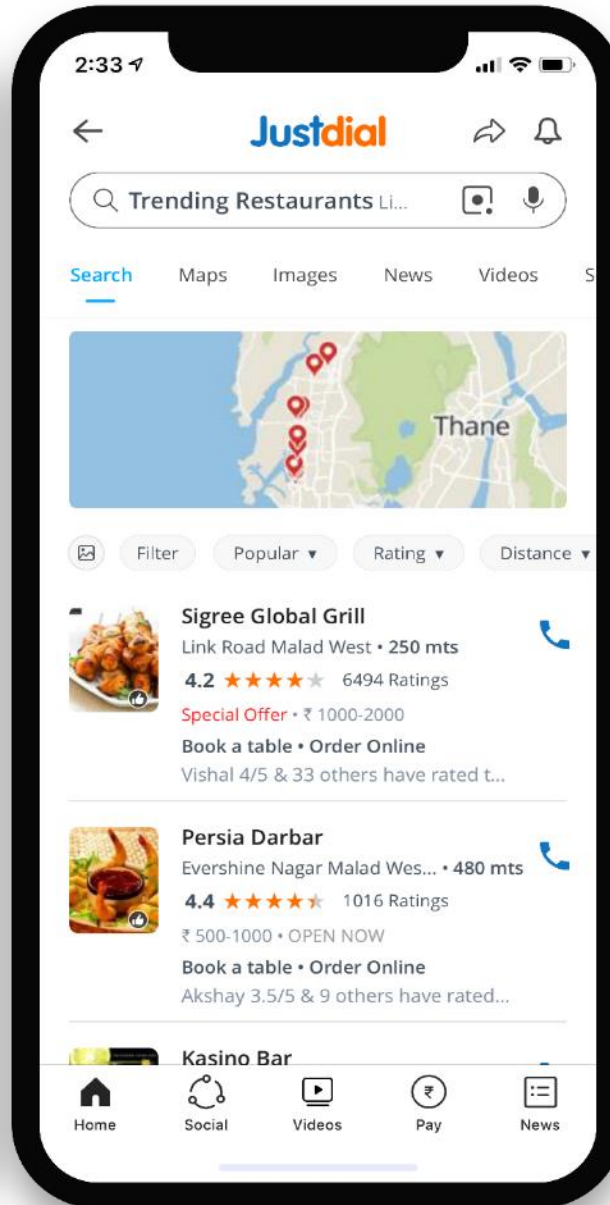 2:33
Justdial
Trending Restaurants Li...
Search Maps Images News Videos S
Thane
Filter Popular ▾ Rating ▾ Distance ▾
Sigree Global Grill
Link Road Malad West • 250 mts
4.2 ★★★★★ 6494 Ratings
Special Offer • ₹ 1000-2000
Book a table • Order Online
Vishal 4/5 & 33 others have rated t...
Persia Darbar
Evershine Nagar Malad Wes... • 480 mts
4.4 ★★★★★ 1016 Ratings
₹ 500-1000 • OPEN NOW
Book a table • Order Online
Akshay 3.5/5 & 9 others have rated...
Kasino Bar
Home Social Videos Pay News